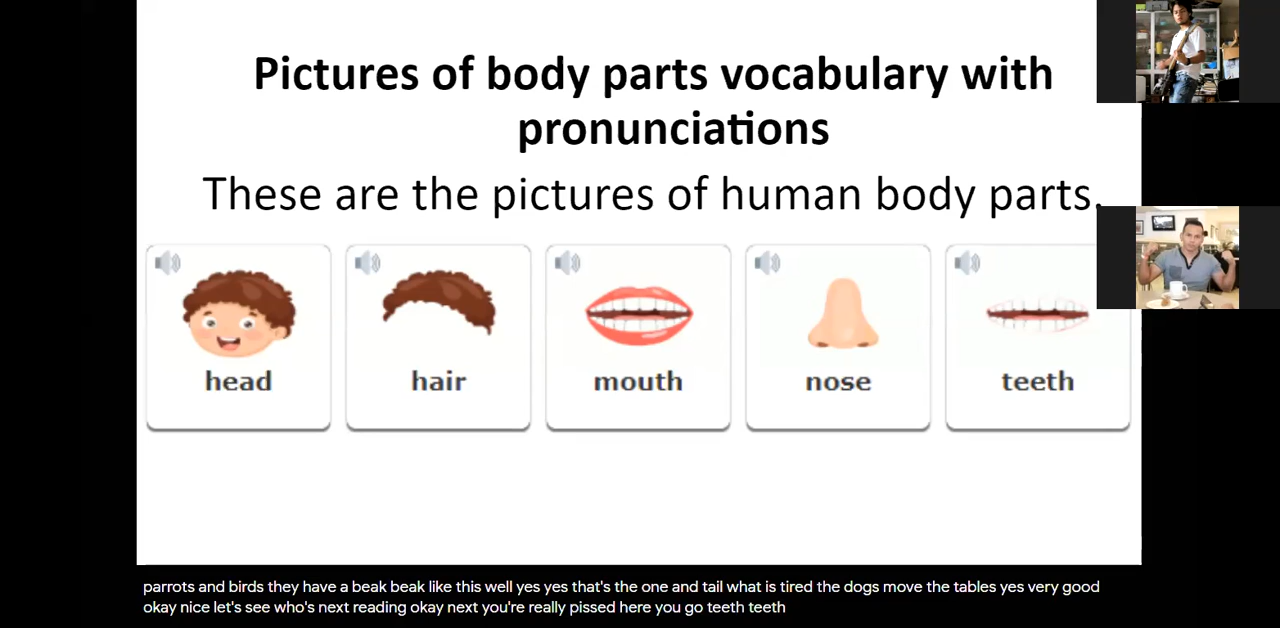 Pictures of body parts vocabulary with
pronunciations
These are the pictures of human body parts.
head hair mouth nose teeth
parrots and birds they have a beak beak like this well yes yes that's the one and tail what is tired the dogs move the tables yes very good
okay nice let's see who's next reading okay next you're really pissed here you go teeth teeth